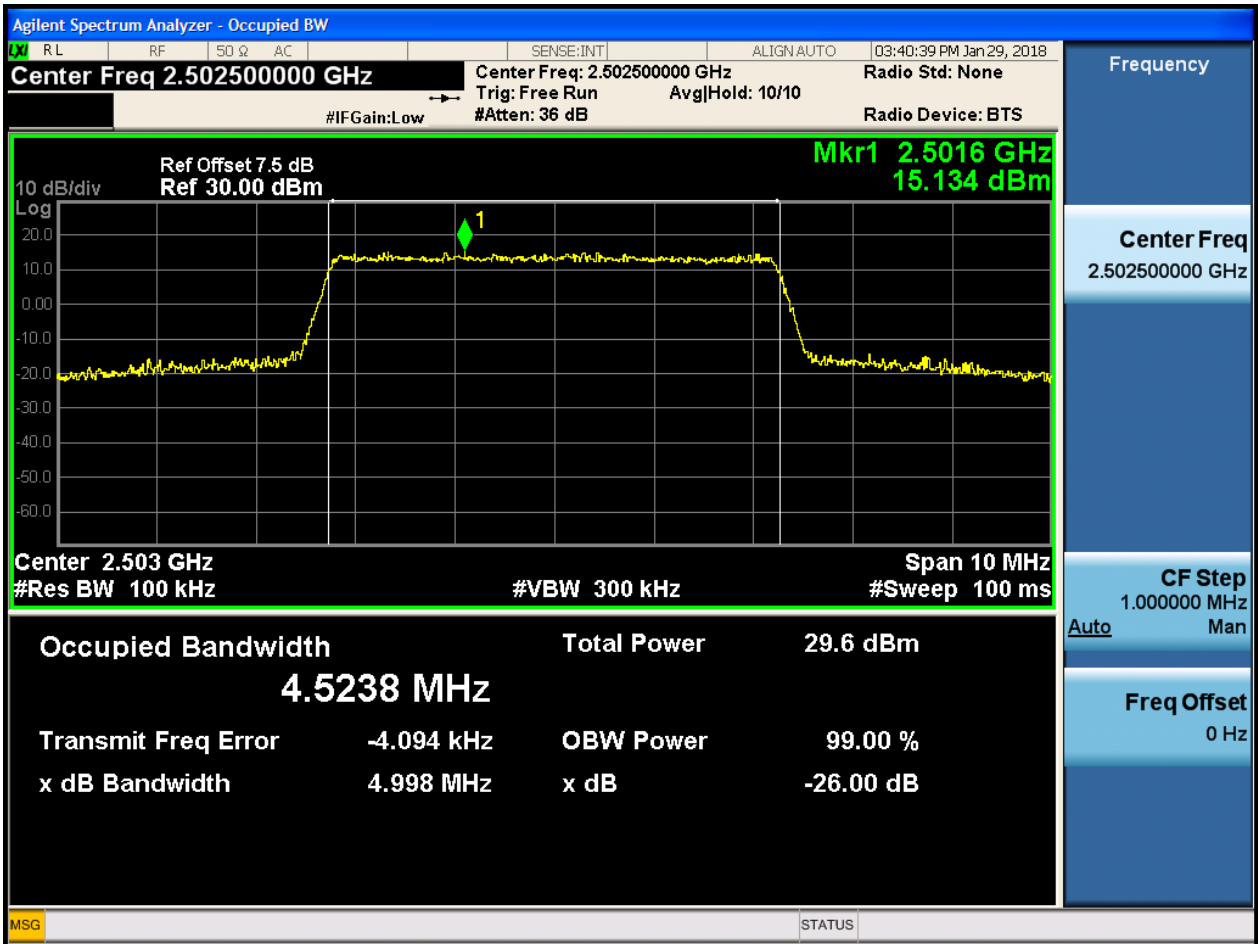 Agilent Spectrum Analyzer - Occupied BW
LXI RL RF 50 Ω AC SENSE:INT ALIGN AUTO 03:40:39 PM Jan 29, 2018
Center Freq 2.502500000 GHz
Center Freq: 2.502500000 GHz Radio Std: None
Trig: Free Run Avg|Hold: 10/10
#IFGain:Low #Atten: 36 dB Radio Device: BTS
Frequency
Mkr1 2.5016 GHz
15.134 dBm
Ref Offset 7.5 dB
10 dB/div Ref 30.00 dBm
Log
1
20.0
10.0
0.00
-10.0
-20.0
-30.0
-40.0
-50.0
-60.0
Center 2.503 GHz Span 10 MHz
#Res BW 100 kHz #VBW 300 kHz #Sweep 100 ms
Center Freq
2.502500000 GHz
CF Step
1.000000 MHz
Auto Man
Freq Offset
0 Hz
Occupied Bandwidth Total Power 29.6 dBm
4.5238 MHz
Transmit Freq Error -4.094 kHz OBW Power 99.00 %
x dB Bandwidth 4.998 MHz x dB -26.00 dB
MSG STATUS